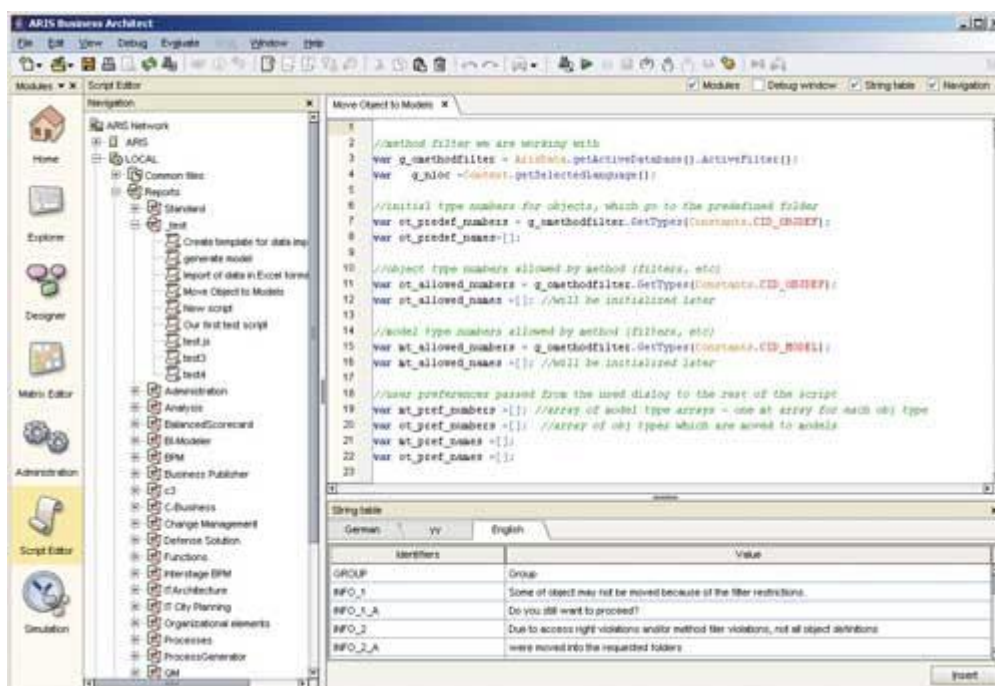 ARIS Business Architect
File Edit View Debug Evaluate Window Help
Modules Script Editor Modules Debug window String table Navigation
Navigation
Move Object to Models
Home
Explorer
Designer
Matrix Editor
Administration
Script Editor
Simulation
ARIS Network
ARIS
LOCAL
Common files
Reports
Standard
_test
Create template for data imp
generate model
Import of data in Excel forma
Move Object to Models
New script
Our first test script
test.js
test3
test4
Administration
Analysis
BalancedScorecard
BI-Modeler
BPM
Business Publisher
c3
C-Business
Change Management
Defense Solution
Functions
Interstage BPM
ITArchitecture
IT City Planning
Organizational elements
Processes
ProcessGenerator
QM
1
2 //method filter we are working with
3 var g_omethodfilter = ArisData.getActiveDatabase().ActiveFilter();
4 var g_nloc =Context.getSelectedLanguage();
5
6 //initial type numbers for objects, which go to the predefined folder
7 var ot_predef_numbers = g_omethodfilter.GetTypes(Constants.CID_OBJDEF);
8 var ot_predef_names=[];
9
10 //object type numbers allowed by method (filters, etc)
11 var ot_allowed_numbers = g_omethodfilter.GetTypes(Constants.CID_OBJDEF);
12 var ot_allowed_names =[]; //will be initialized later
13
14 //model type numbers allowed by method (filters, etc)
15 var mt_allowed_numbers = g_omethodfilter.GetTypes(Constants.CID_MODEL);
16 var mt_allowed_names =[]; //will be initialized later
17
18 //user preferences passed from the used dialog to the rest of the script
19 var mt_pref_numbers =[]; //array of model type arrays - one mt array for each obj type
20 var ot_pref_numbers =[]; //array of obj types which are moved to models
21 var mt_pref_names =[];
22 var ot_pref_names =[];
23
String table
German yy English
Identifiers Value
GROUP Group
INFO_1 Some of object may not be moved because of the filter restrictions.
INFO_1_A Do you still want to proceed?
INFO_2 Due to access right violations and/or method filer violations, not all object definitions
INFO_2_A were moved into the requested folders
Insert